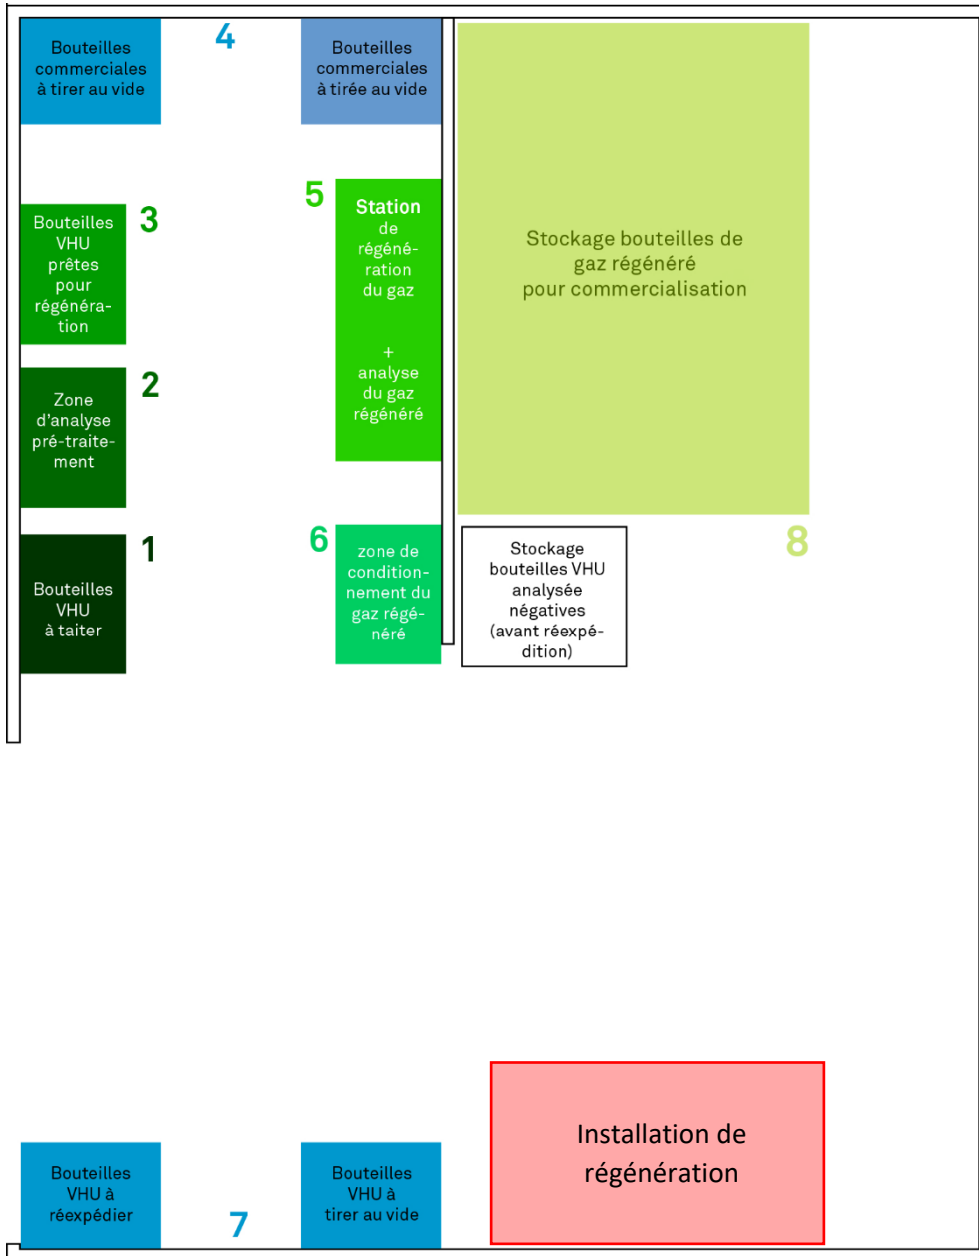 Bouteilles
commerciales
à tirer au vide
4
Bouteilles
commerciales
à tirée au vide
Bouteilles
VHU
prêtes
pour
régénéra-
tion
3
5
Station
de
régéné-
ration
du gaz
+
analyse
du gaz
régénéré
Stockage bouteilles de
gaz régénéré
pour commercialisation
Zone
d'analyse
pré-traite-
ment
2
Bouteilles
VHU
à taiter
1
6
zone de
condition-
nement du
gaz régé-
néré
Stockage
bouteilles VHU
analysée
négatives
(avant réexpé-
dition)
8
Bouteilles
VHU à
réexpédier
7
Bouteilles
VHU à
tirer au vide
Installation de
régénération